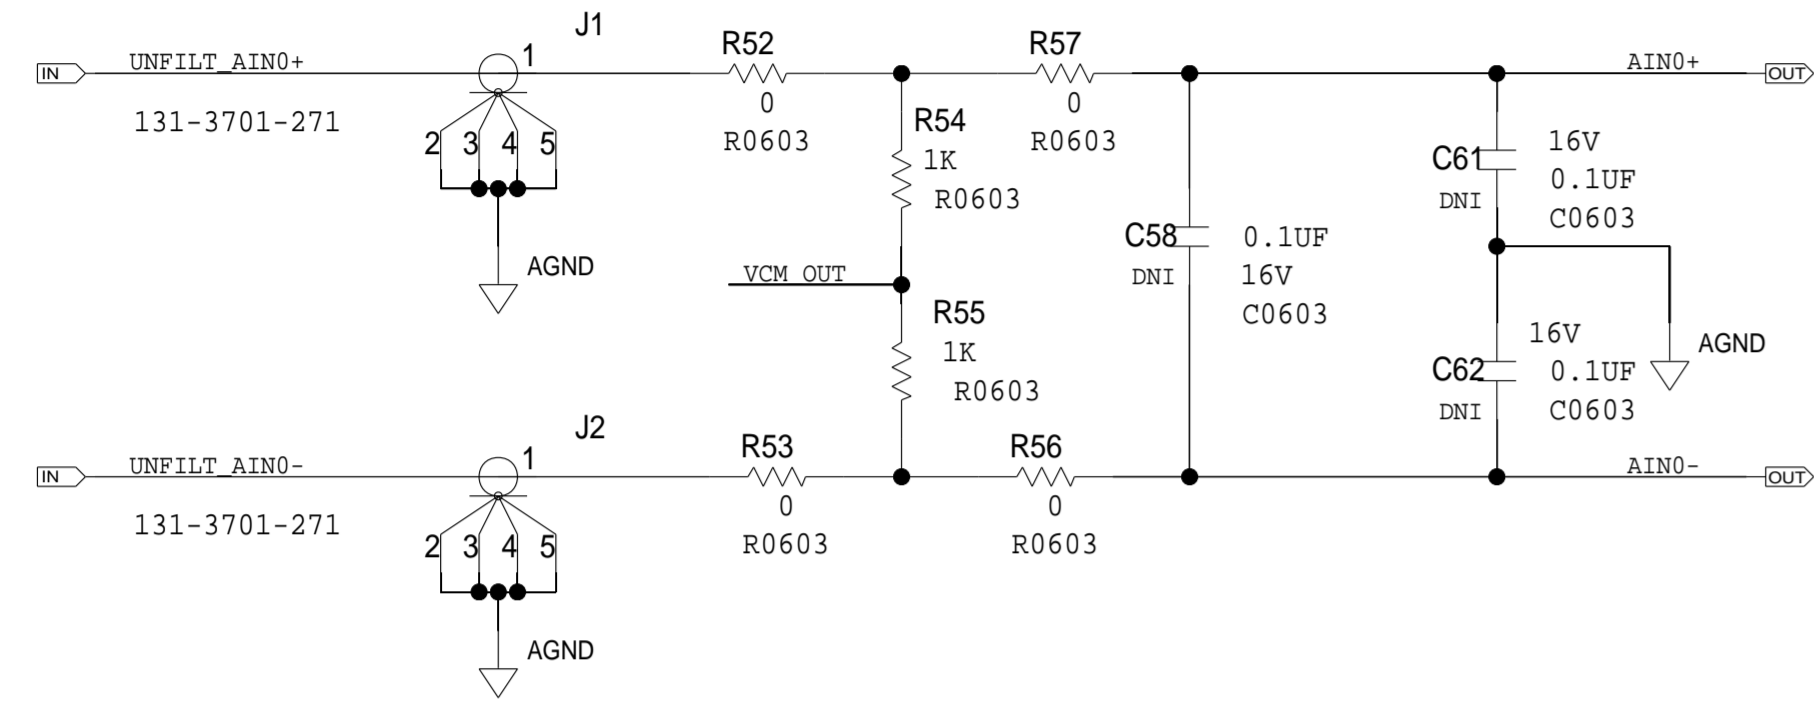 J1
IN
UNFILT_AIN0+
1
131-3701-271
2 3 4 5
AGND
R52
0
R0603
R57
0
R0603
R54
1K
R0603
VCM_OUT
R55
1K
R0603
C58
DNI
0.1UF
16V
C0603
AIN0+
OUT
C61
DNI
16V
0.1UF
C0603
AGND
C62
DNI
16V
0.1UF
C0603
J2
IN
UNFILT_AIN0-
1
131-3701-271
2 3 4 5
AGND
R53
0
R0603
R56
0
R0603
AIN0-
OUT